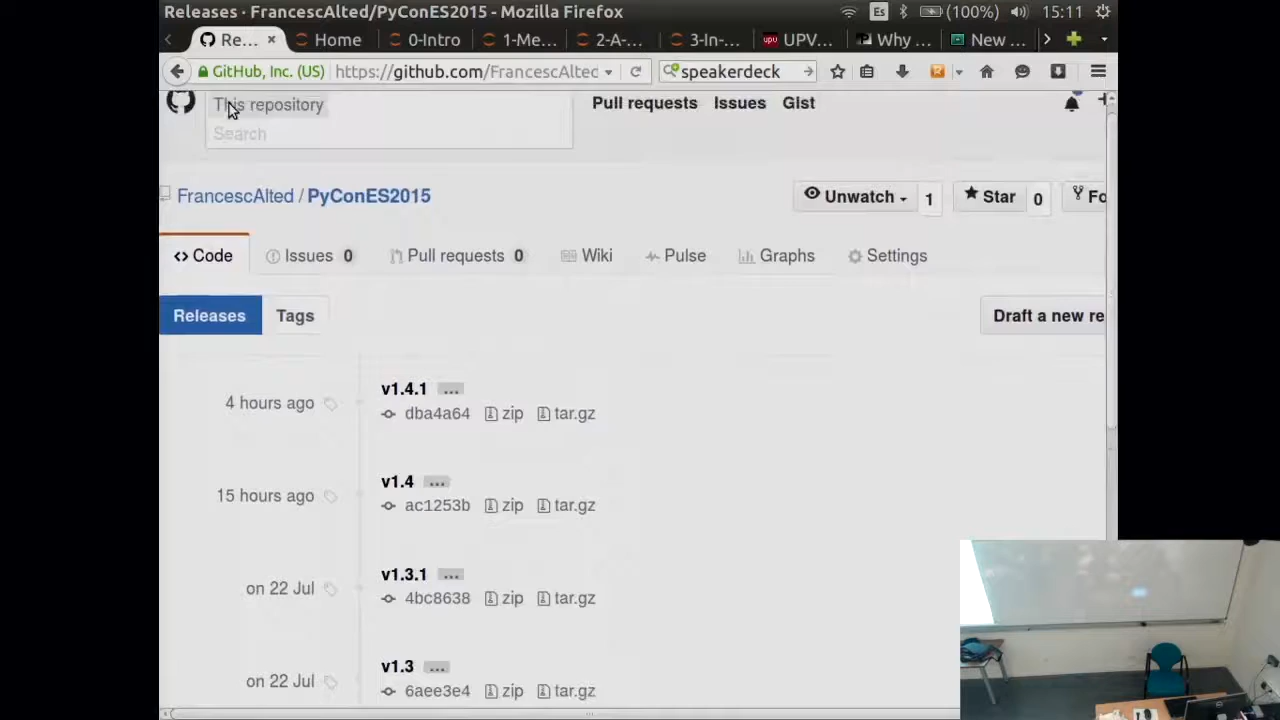 Releases · FrancescAlted/PyConES2015 - Mozilla Firefox
Es (100%) 15:11
Re... × Home 0-Intro 1-Me... 2-A-... 3-In-... upv UPV... Why ... New ...
GitHub, Inc. (US) https://github.com/FrancescAlted speakerdeck
This repository
Search
Pull requests Issues Gist
FrancescAlted / PyConES2015
Unwatch 1 Star 0 Fo
<> Code Issues 0 Pull requests 0 Wiki Pulse Graphs Settings
Releases Tags Draft a new re
4 hours ago v1.4.1 ...
dba4a64 zip tar.gz
15 hours ago v1.4 ...
ac1253b zip tar.gz
on 22 Jul v1.3.1 ...
4bc8638 zip tar.gz
on 22 Jul v1.3 ...
6aee3e4 zip tar.gz